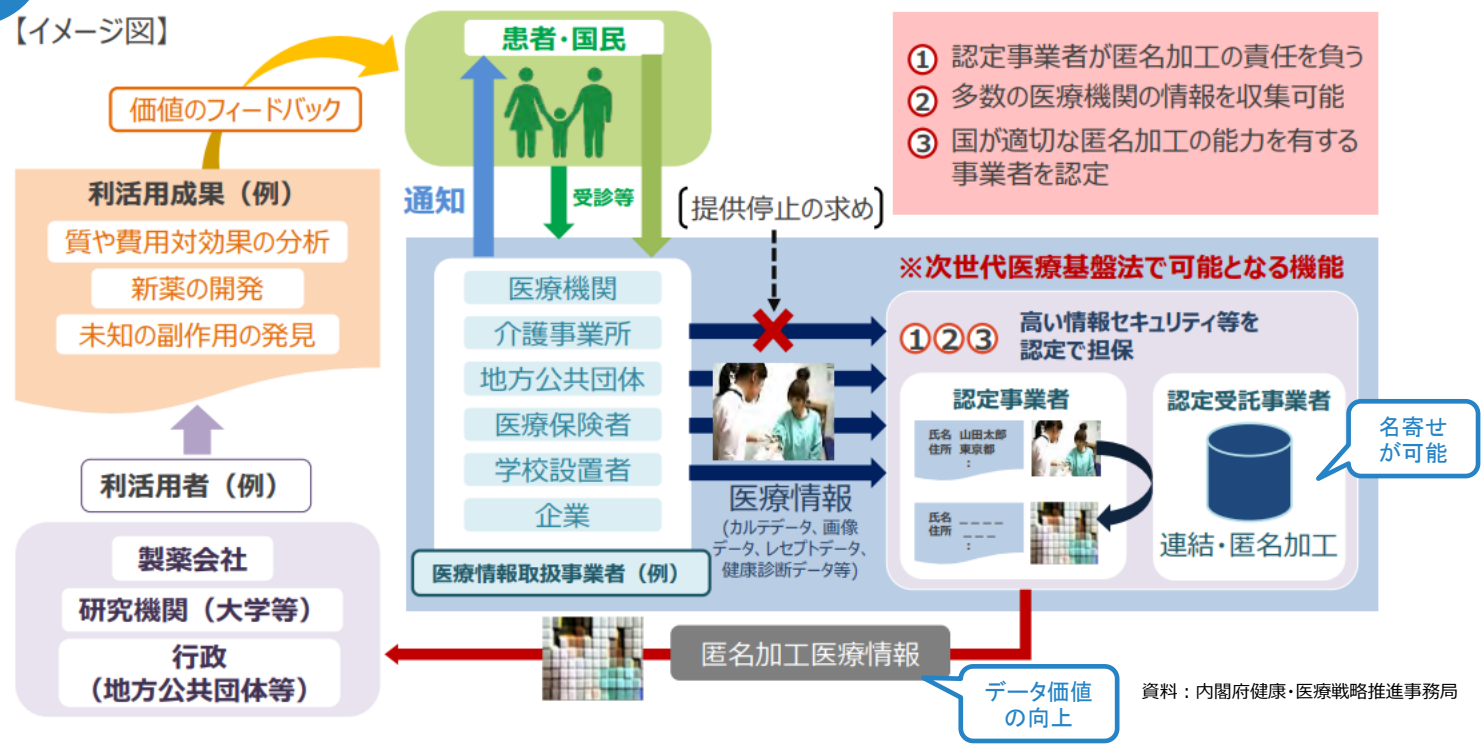 【イメージ図】
患者・国民
価値のフィードバック
① 認定事業者が匿名加工の責任を負う
② 多数の医療機関の情報を収集可能
③ 国が適切な匿名加工の能力を有する
事業者を認定
利活用成果（例）
質や費用対効果の分析
新薬の開発
未知の副作用の発見
通知
受診等
提供停止の求め
※次世代医療基盤法で可能となる機能
医療機関
介護事業所
地方公共団体
医療保険者
学校設置者
企業
医療情報取扱事業者（例）
医療情報
(カルテデータ、画像
データ、レセプトデータ、
健康診断データ等)
①②③
高い情報セキュリティ等を
認定で担保
認定事業者
氏名 山田太郎
住所 東京都
:
氏名 ＿＿＿＿
住所 ＿＿＿
:
認定受託事業者
連結・匿名加工
名寄せ
が可能
利活用者（例）
製薬会社
研究機関（大学等）
行政
（地方公共団体等）
匿名加工医療情報
データ価値
の向上
資料：内閣府健康・医療戦略推進事務局